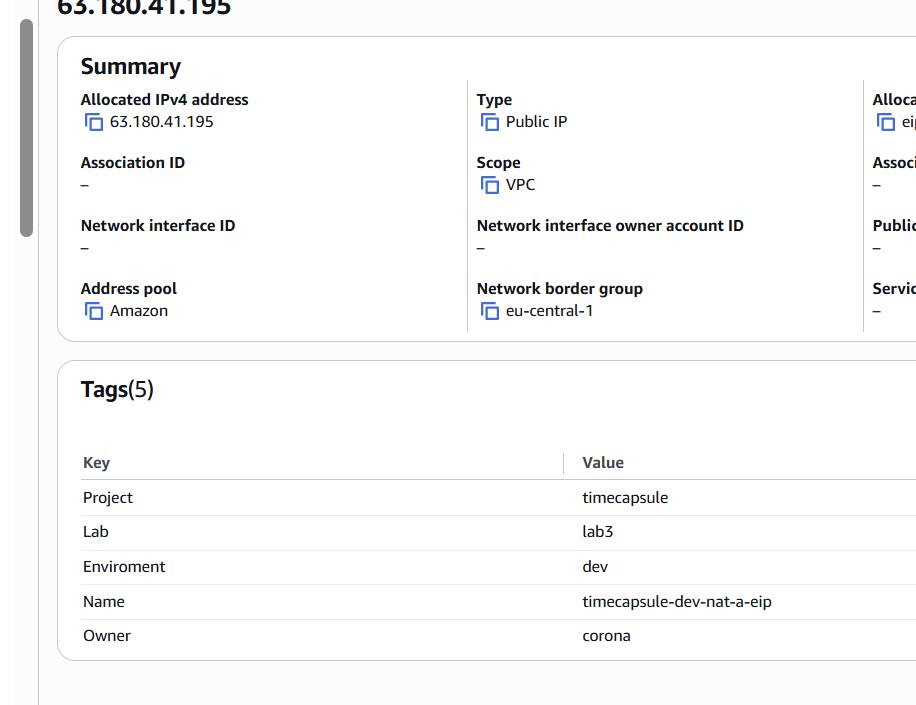 63.180.41.195
Summary
Allocated IPv4 address
63.180.41.195
Type
Public IP
Association ID
–
Scope
VPC
Network interface ID
–
Network interface owner account ID
–
Address pool
Amazon
Network border group
eu-central-1
–
–
–
Tags(5)
Key Value
Project timecapsule
Lab lab3
Enviroment dev
Name timecapsule-dev-nat-a-eip
Owner corona